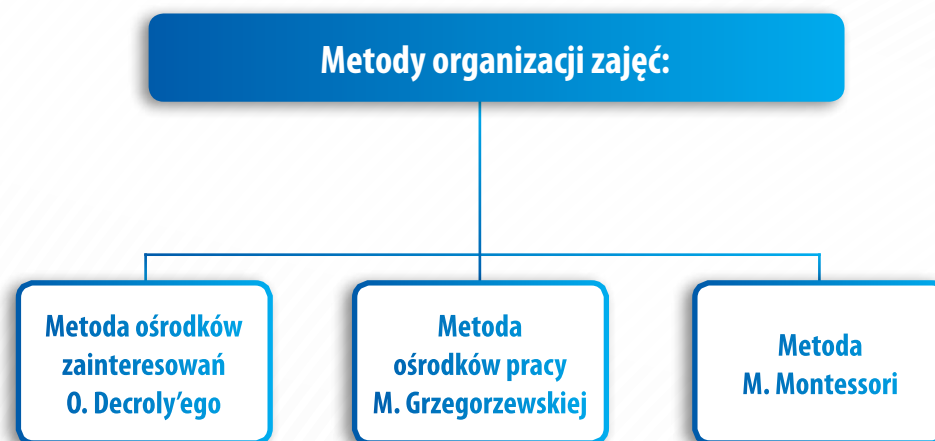 Metody organizacji zajęć:
Metoda ośrodków
zainteresowań
O. Decroly’ego
Metoda
ośrodków pracy
M. Grzegorzewskiej
Metoda
M. Montessori